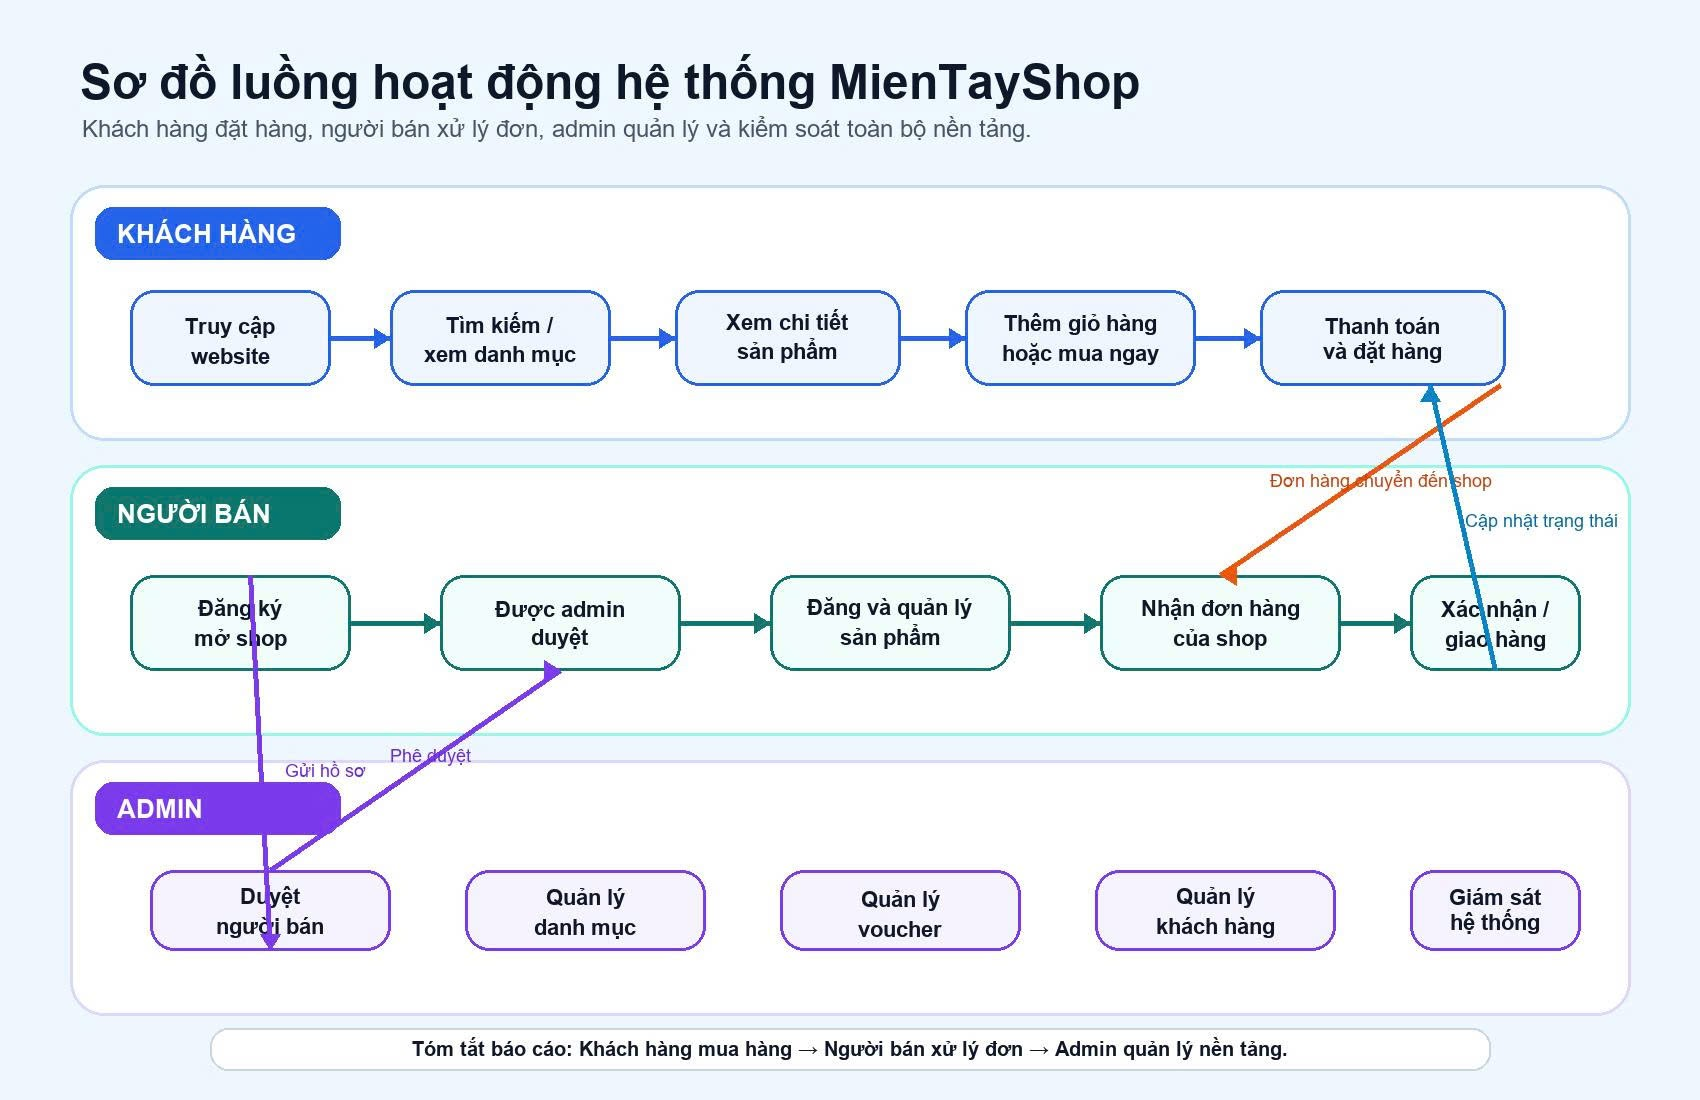 Sơ đồ luồng hoạt động hệ thống MienTayShop
Khách hàng đặt hàng, người bán xử lý đơn, admin quản lý và kiểm soát toàn bộ nền tảng.
KHÁCH HÀNG
Truy cập
website
Tìm kiếm /
xem danh mục
Xem chi tiết
sản phẩm
Thêm giỏ hàng
hoặc mua ngay
Thanh toán
và đặt hàng
Đơn hàng chuyển đến shop
Cập nhật trạng thái
NGƯỜI BÁN
Đăng ký
mở shop
Được admin
duyệt
Đăng và quản lý
sản phẩm
Nhận đơn hàng
của shop
Xác nhận /
giao hàng
Gửi hồ sơ
Phê duyệt
ADMIN
Duyệt
người bán
Quản lý
danh mục
Quản lý
voucher
Quản lý
khách hàng
Giám sát
hệ thống
Tóm tắt báo cáo: Khách hàng mua hàng → Người bán xử lý đơn → Admin quản lý nền tảng.